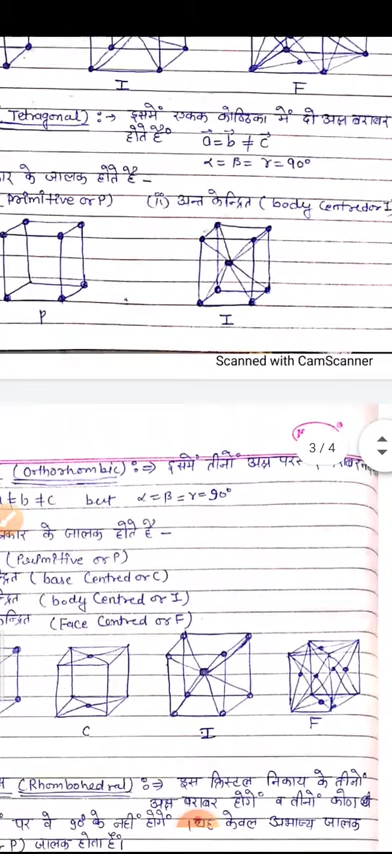 I F
(Tetragonal) :→ इसमें एकक कोष्ठिका में दो अक्ष बराबर
होते हैं a = b ≠ c
α = β = γ = 90°
कार के जालक होते हैं –
(primitive or P) (ii) अन्त केन्द्रित (body centred or I
P I
Scanned with CamScanner
3 / 4
(Orthorhombic) :⇒ इसमें तीनों अक्ष
≠ b ≠ c but α = β = γ = 90°
प्रकार के जालक होते हैं –
(Primitive or P)
न्द्रित (base Centred or C)
न्द्रित (body Centred or I)
केन्द्रित (Face Centred or F)
C I F
(Rhombohedral) :⇒ इस क्रिस्टल निकाय के तीनों
अक्ष बराबर होंगे व तीनों कोण
पर वे 90° के नहीं होंगे। यह केवल अभाज्य जालक
P) जालक होता है।